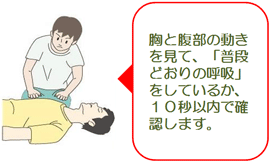 胸と腹部の動き
を見て、「普段
どおりの呼吸」
をしているか、
１０秒以内で確
認します。